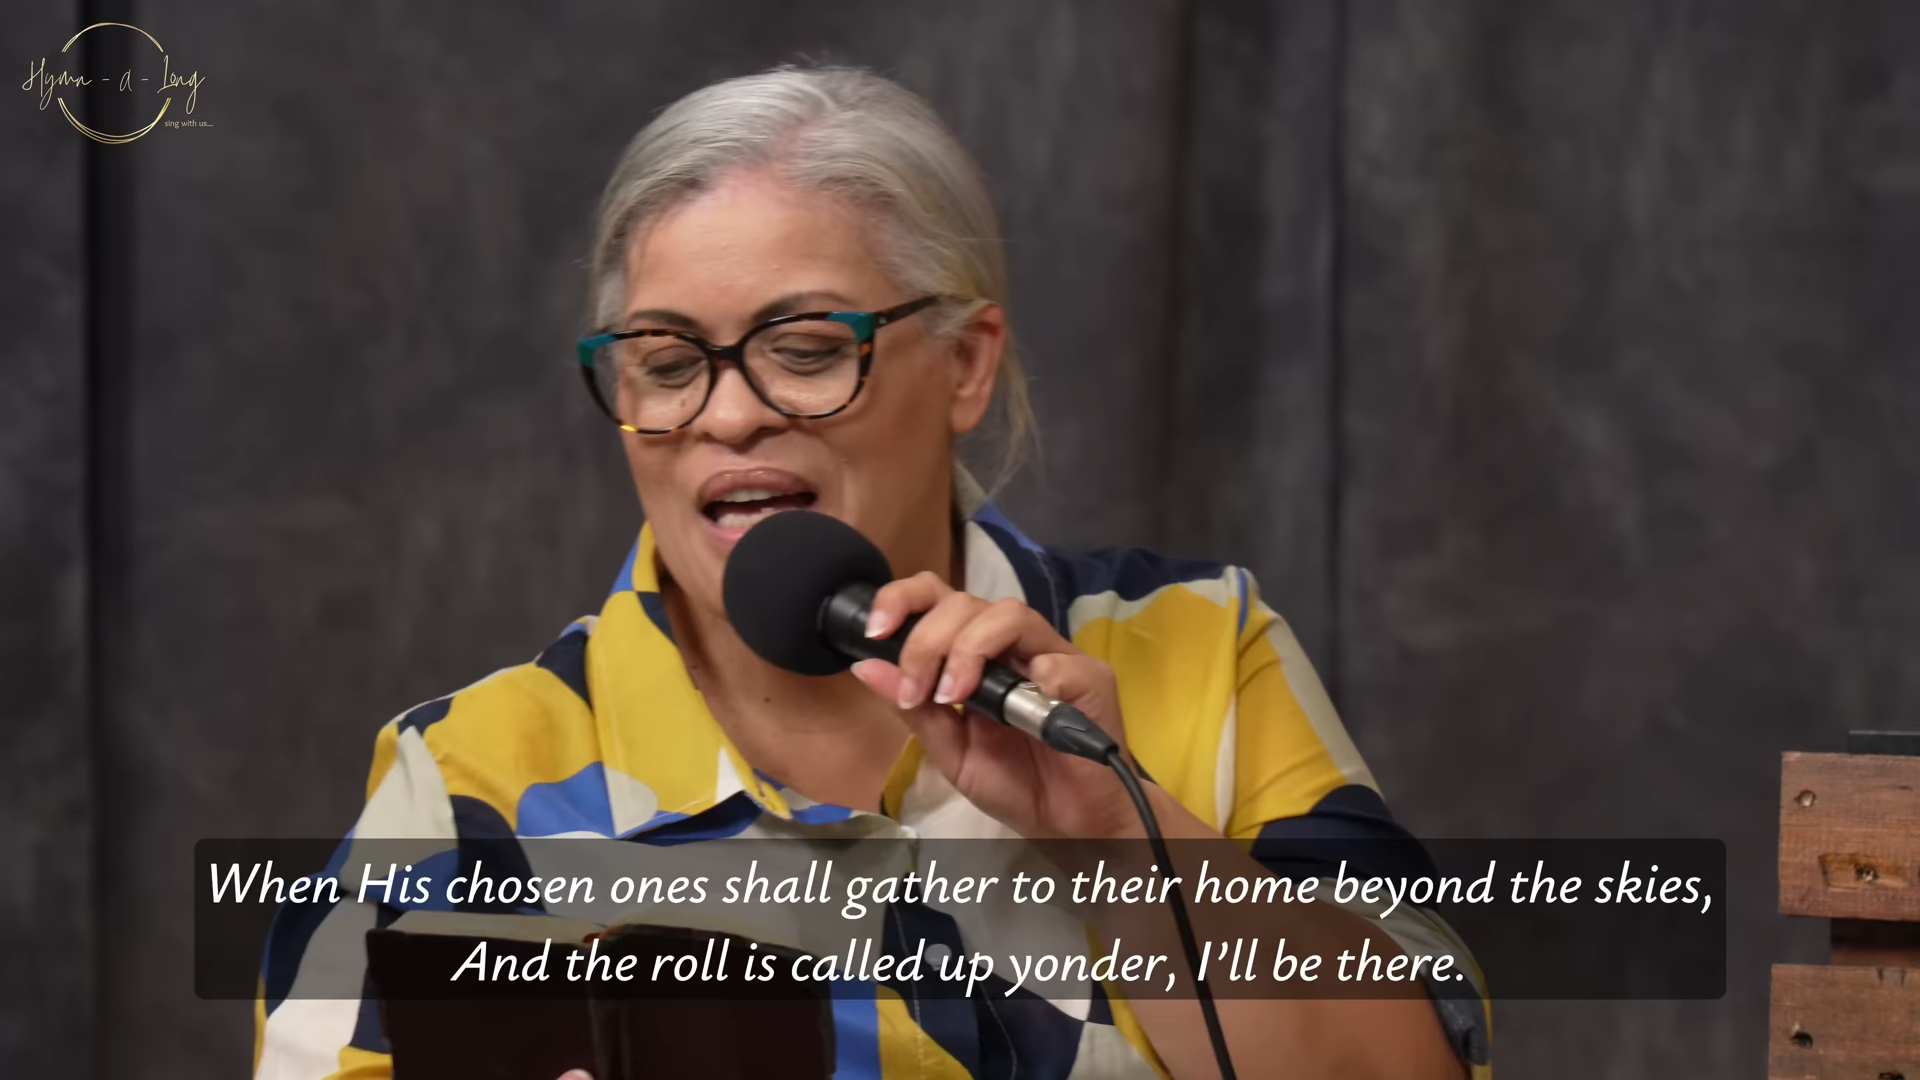 Hymn - a - Long
sing with us...
When His chosen ones shall gather to their home beyond the skies,
And the roll is called up yonder, I’ll be there.